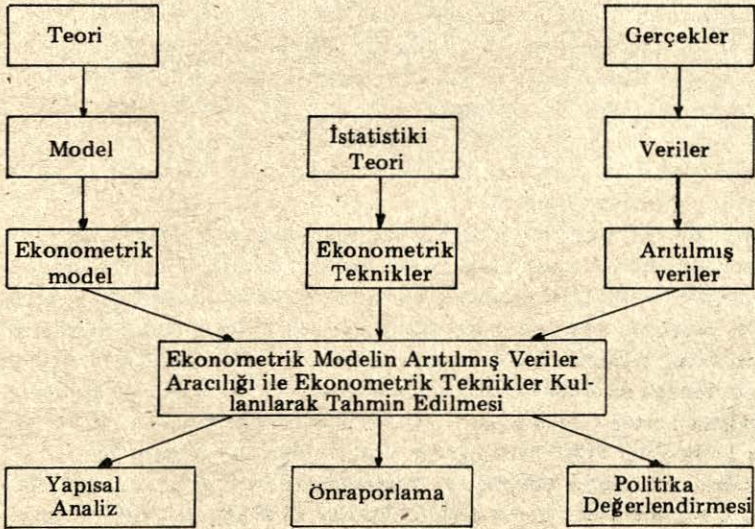 Teori
Gerçekler
Model
İstatistiki
Teori
Veriler
Ekonometrik
model
Ekonometrik
Teknikler
Arıtılmış
veriler
Ekonometrik Modelin Arıtılmış Veriler
Aracılığı ile Ekonometrik Teknikler Kul-
lanılarak Tahmin Edilmesi
Yapısal
Analiz
Önraporlama
Politika
Değerlendirmesi